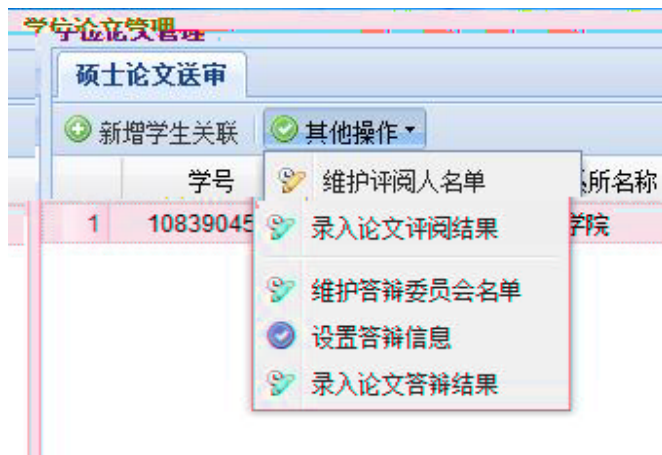 学位论文管理
硕士论文送审
新增学生关联 其他操作
学号 系所名称
1 10839045 学院
维护评阅人名单
录入论文评阅结果
维护答辩委员会名单
设置答辩信息
录入论文答辩结果